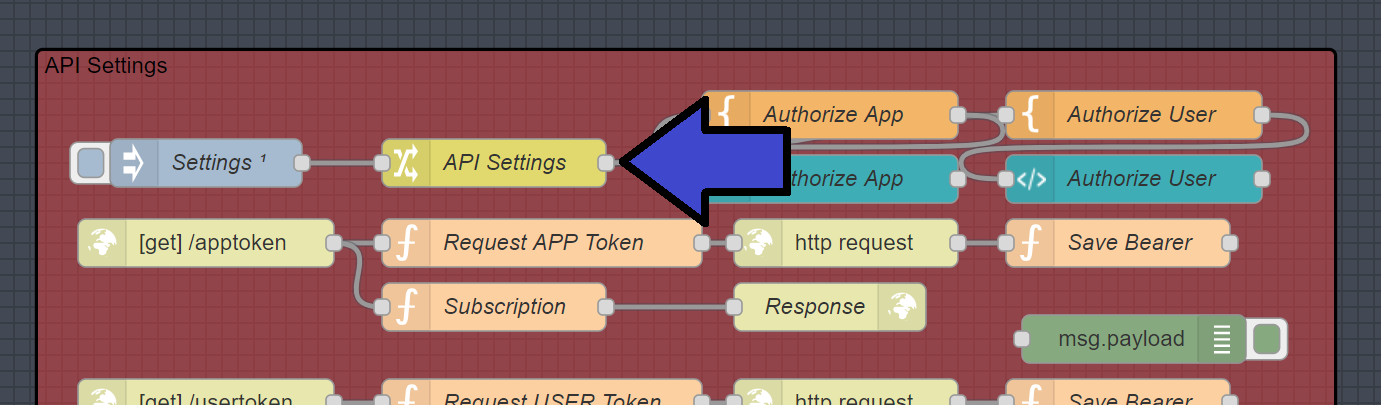 API Settings
Authorize App
Authorize User
Settings ¹
API Settings
thorize App
Authorize User
[get] /apptoken
Request APP Token
http request
Save Bearer
Subscription
Response
msg.payload
[get] /usertoken
Request USER Token
http request
Save Bearer